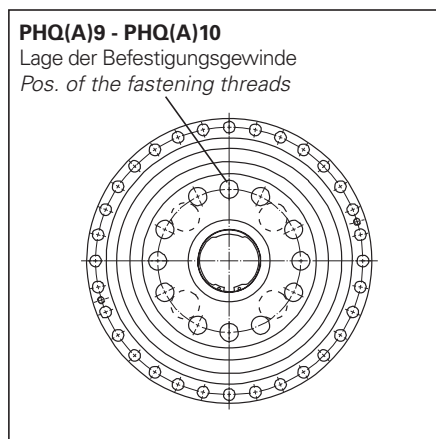 PHQ(A)9 - PHQ(A)10
Lage der Befestigungsgewinde
Pos. of the fastening threads